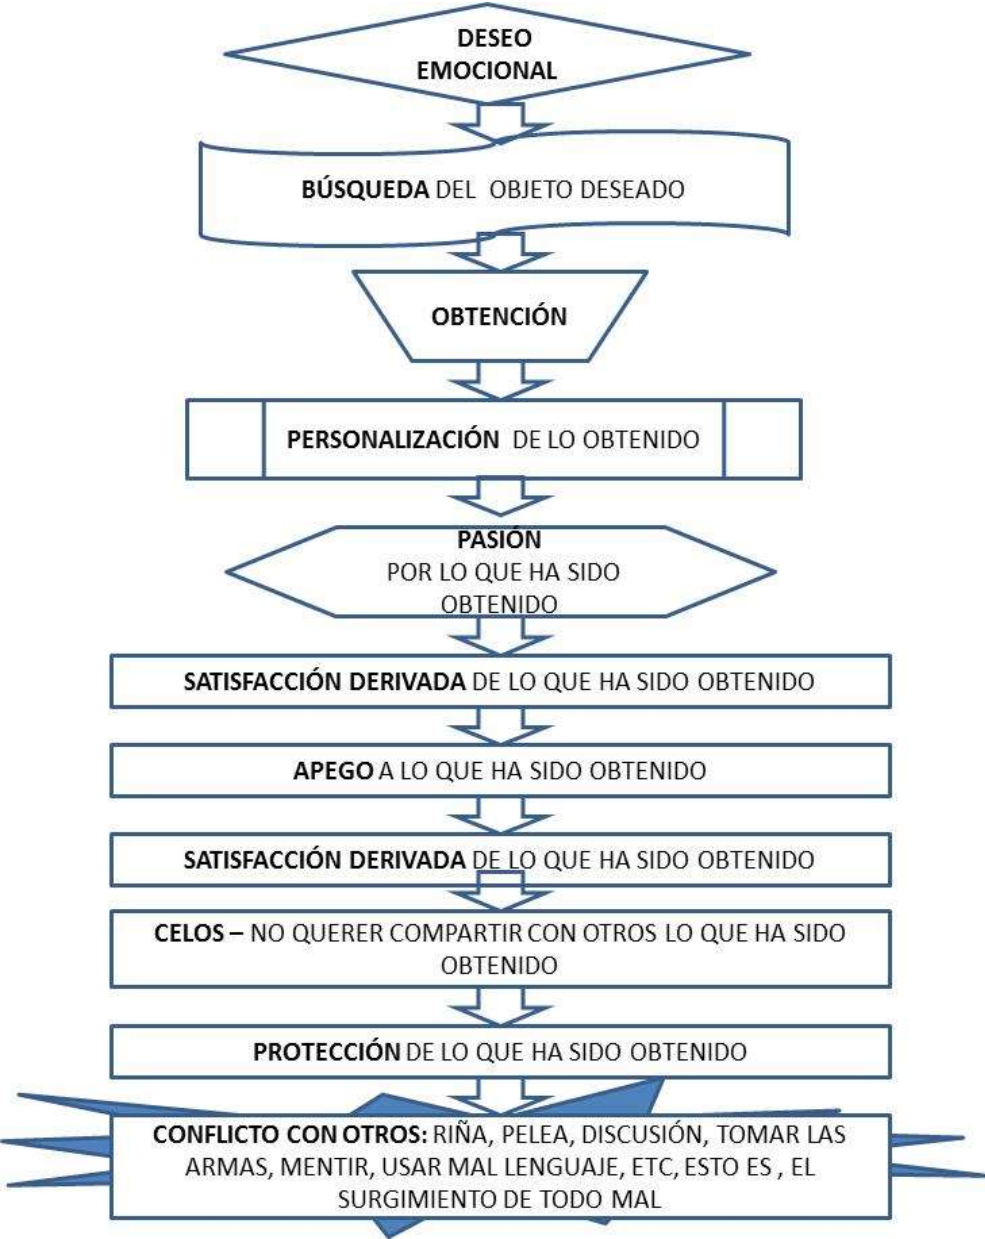 DESEO
EMOCIONAL
BÚSQUEDA DEL OBJETO DESEADO
OBTENCIÓN
PERSONALIZACIÓN DE LO OBTENIDO
PASIÓN
POR LO QUE HA SIDO
OBTENIDO
SATISFACCIÓN DERIVADA DE LO QUE HA SIDO OBTENIDO
APEGO A LO QUE HA SIDO OBTENIDO
SATISFACCIÓN DERIVADA DE LO QUE HA SIDO OBTENIDO
CELOS – NO QUERER COMPARTIR CON OTROS LO QUE HA SIDO
OBTENIDO
PROTECCIÓN DE LO QUE HA SIDO OBTENIDO
CONFLICTO CON OTROS: RIÑA, PELEA, DISCUSIÓN, TOMAR LAS
ARMAS, MENTIR, USAR MAL LENGUAJE, ETC, ESTO ES , EL
SURGIMIENTO DE TODO MAL